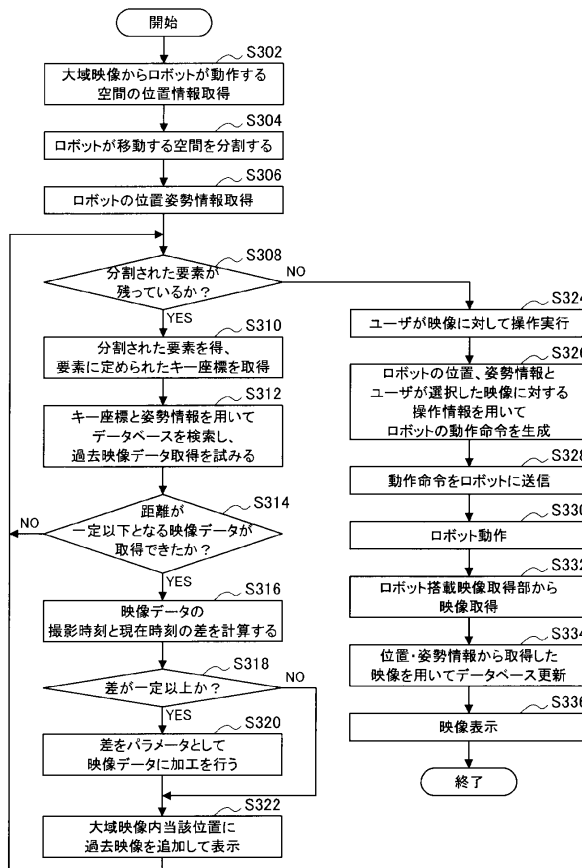 開始
S302
大域映像からロボットが動作する
空間の位置情報取得
S304
ロボットが移動する空間を分割する
S306
ロボットの位置姿勢情報取得
S308
分割された要素が
残っているか？
NO
YES
S310
分割された要素を得、
要素に定められたキー座標を取得
S312
キー座標と姿勢情報を用いて
データベースを検索し、
過去映像データ取得を試みる
S314
距離が
一定以下となる映像データが
取得できたか？
NO
YES
S316
映像データの
撮影時刻と現在時刻の差を計算する
S318
差が一定以上か？
NO
YES
S320
差をパラメータとして
映像データに加工を行う
S322
大域映像内当該位置に
過去映像を追加して表示
S324
ユーザが映像に対して操作実行
S326
ロボットの位置、姿勢情報と
ユーザが選択した映像に対する
操作情報を用いて
ロボットの動作命令を生成
S328
動作命令をロボットに送信
S330
ロボット動作
S332
ロボット搭載映像取得部から
映像取得
S334
位置・姿勢情報から取得した
映像を用いてデータベース更新
S336
映像表示
終了